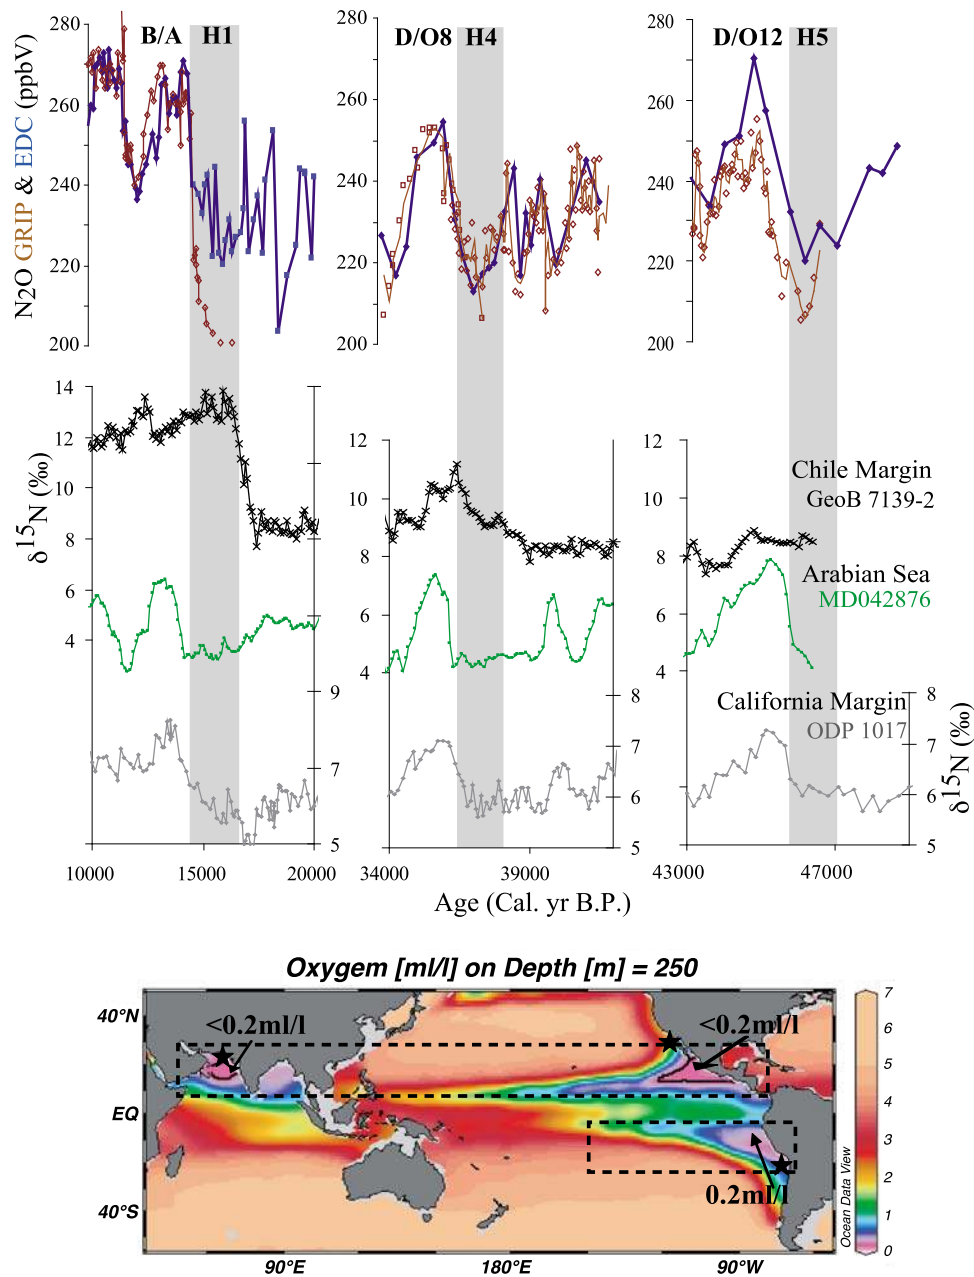 280
260
240
220
200
B/A H1
N2O GRIP & EDC (ppbV)
280
260
240
220
200
D/O8 H4
280
260
240
220
200
D/O12 H5
14
12
10
8
6
4
δ15N (‰)
9
7
5
12
10
8
6
4
8
7
6
5
12
10
8
6
4
Chile Margin
GeoB 7139-2
Arabian Sea
MD042876
California Margin
ODP 1017
8
7
6
5
δ15N (‰)
10000 15000 20000
34000 39000
43000 47000
Age (Cal. yr B.P.)
Oxygem [ml/l] on Depth [m] = 250
40°N
EQ
40°S
<0.2ml/l
<0.2ml/l
0.2ml/l
90°E 180°E 90°W
7
6
5
4
3
2
1
0
Ocean Data View